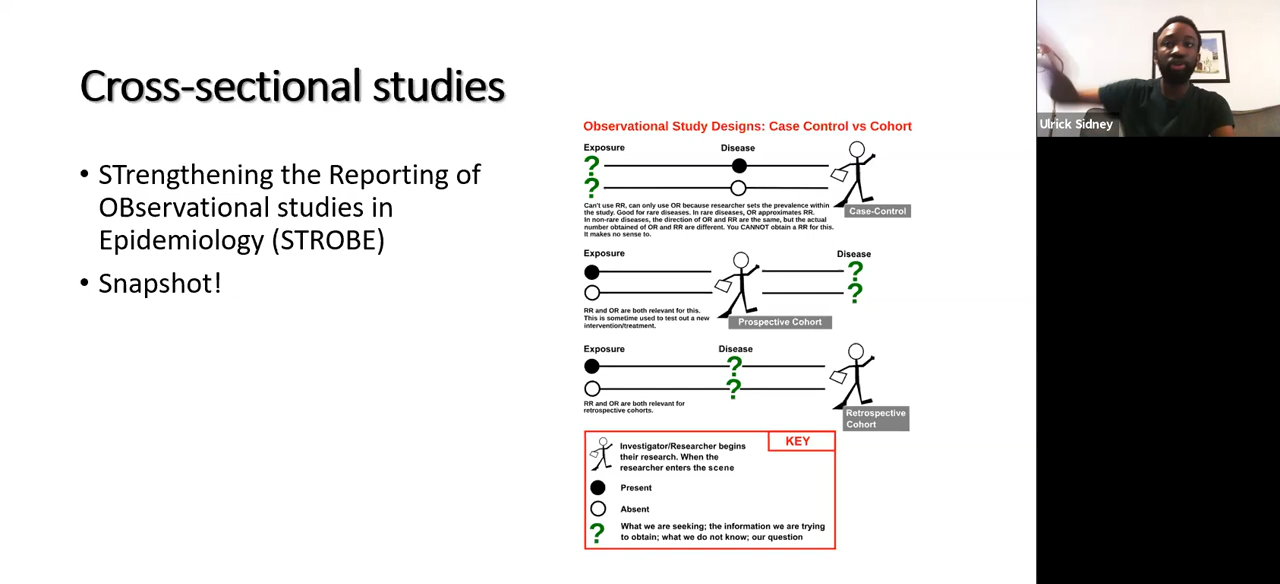 Cross-sectional studies
• STrengthening the Reporting of
OBservational studies in
Epidemiology (STROBE)
• Snapshot!
Observational Study Designs: Case Control vs Cohort
Exposure
Disease
?
?
Can't use RR, can only use OR because researcher sets the prevalence within
the study. Good for rare diseases. In rare diseases, OR approximates RR.
In non-rare diseases, the direction of OR and RR are the same, but the actual
number obtained of OR and RR are different. You CANNOT obtain a RR for this.
It makes no sense to.
Case-Control
Exposure
Disease
?
?
RR and OR are both relevant for this.
This is sometime used to test out a new
intervention/treatment.
Prospective Cohort
Exposure
Disease
?
?
RR and OR are both relevant for
retrospective cohorts.
Retrospective
Cohort
KEY
Investigator/Researcher begins
their research. When the
researcher enters the scene
Present
Absent
?
What we are seeking; the information we are trying
to obtain; what we do not know; our question
Ulrick Sidney